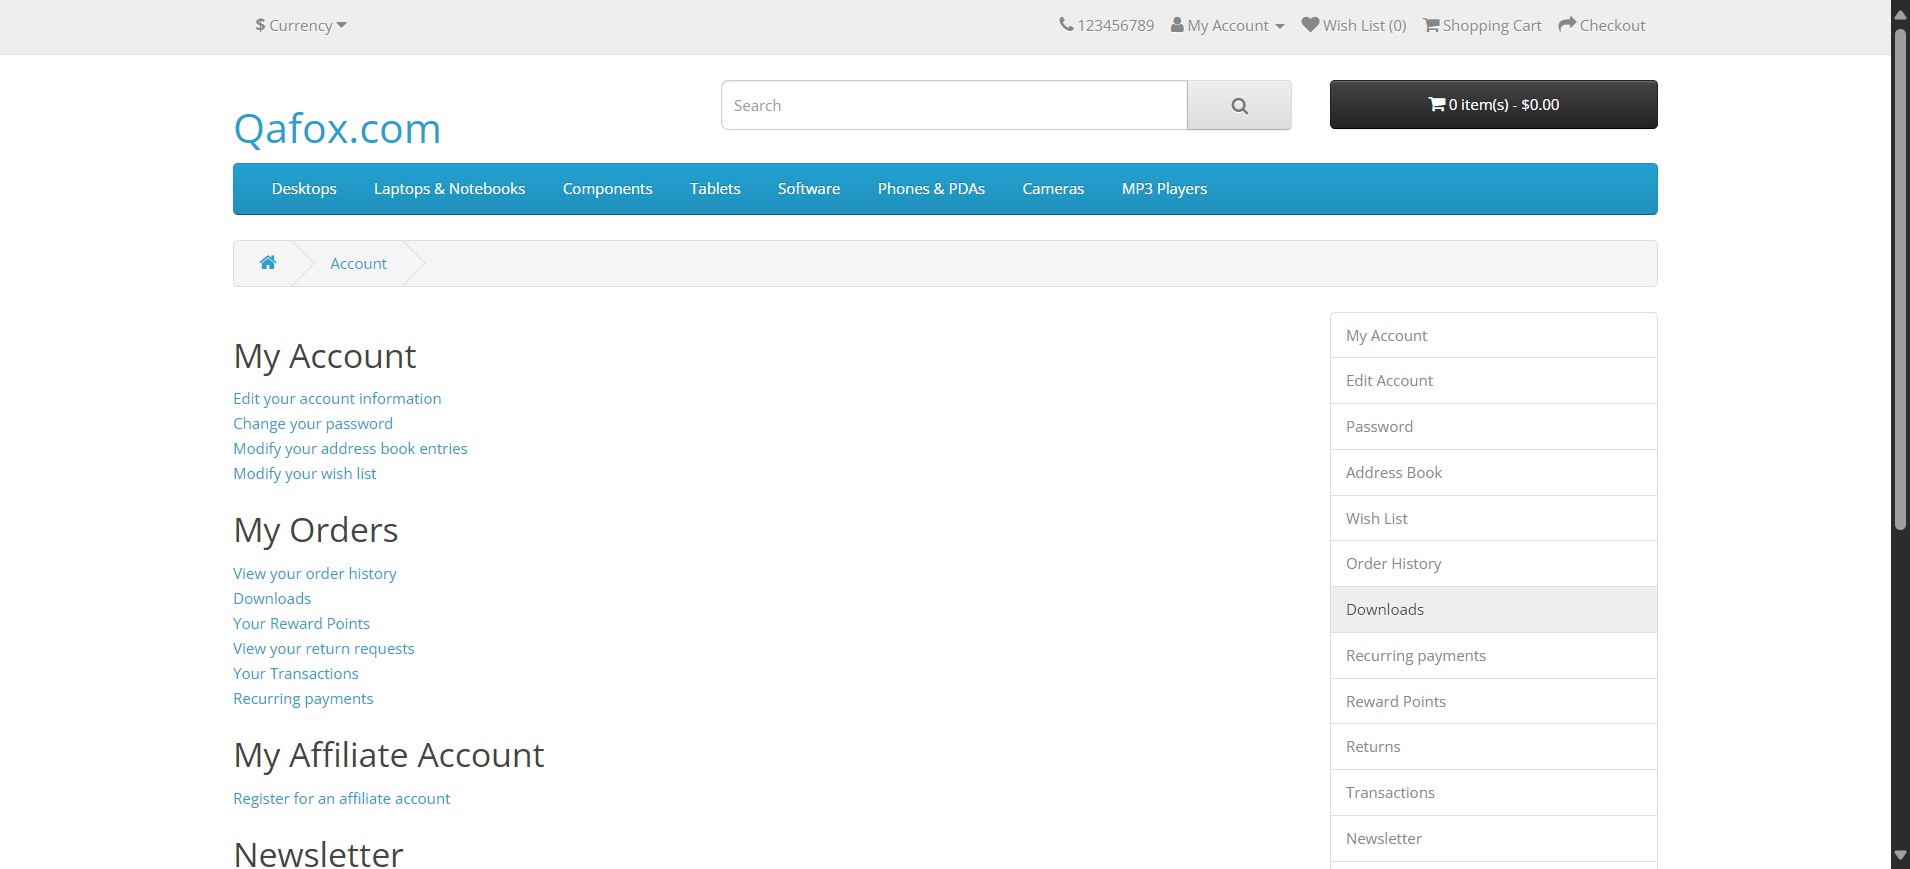 $ Currency
123456789 My Account Wish List (0) Shopping Cart Checkout
Qafox.com
Search
0 item(s) - $0.00
Desktops Laptops & Notebooks Components Tablets Software Phones & PDAs Cameras MP3 Players
Account
My Account
Edit your account information
Change your password
Modify your address book entries
Modify your wish list
My Orders
View your order history
Downloads
Your Reward Points
View your return requests
Your Transactions
Recurring payments
My Affiliate Account
Register for an affiliate account
Newsletter
My Account
Edit Account
Password
Address Book
Wish List
Order History
Downloads
Recurring payments
Reward Points
Returns
Transactions
Newsletter